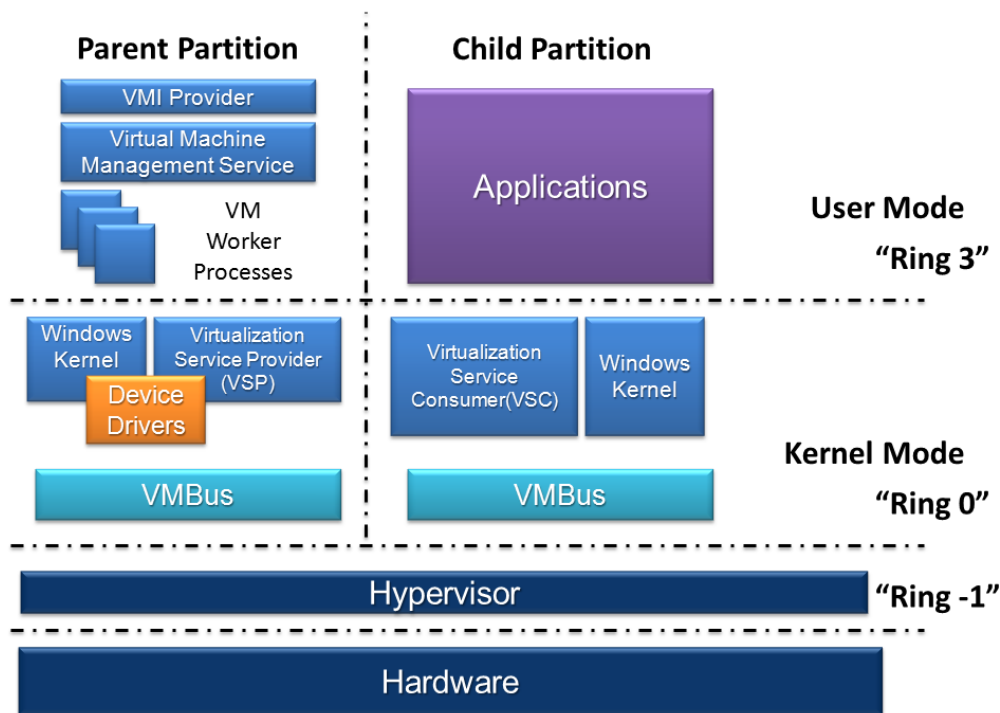 Parent Partition
Child Partition
VMI Provider
Virtual Machine
Management Service
VM
Worker
Processes
Applications
User Mode
“Ring 3”
Windows
Kernel
Virtualization
Service Provider
(VSP)
Device
Drivers
Virtualization
Service
Consumer(VSC)
Windows
Kernel
Kernel Mode
“Ring 0”
VMBus
VMBus
Hypervisor
“Ring -1”
Hardware